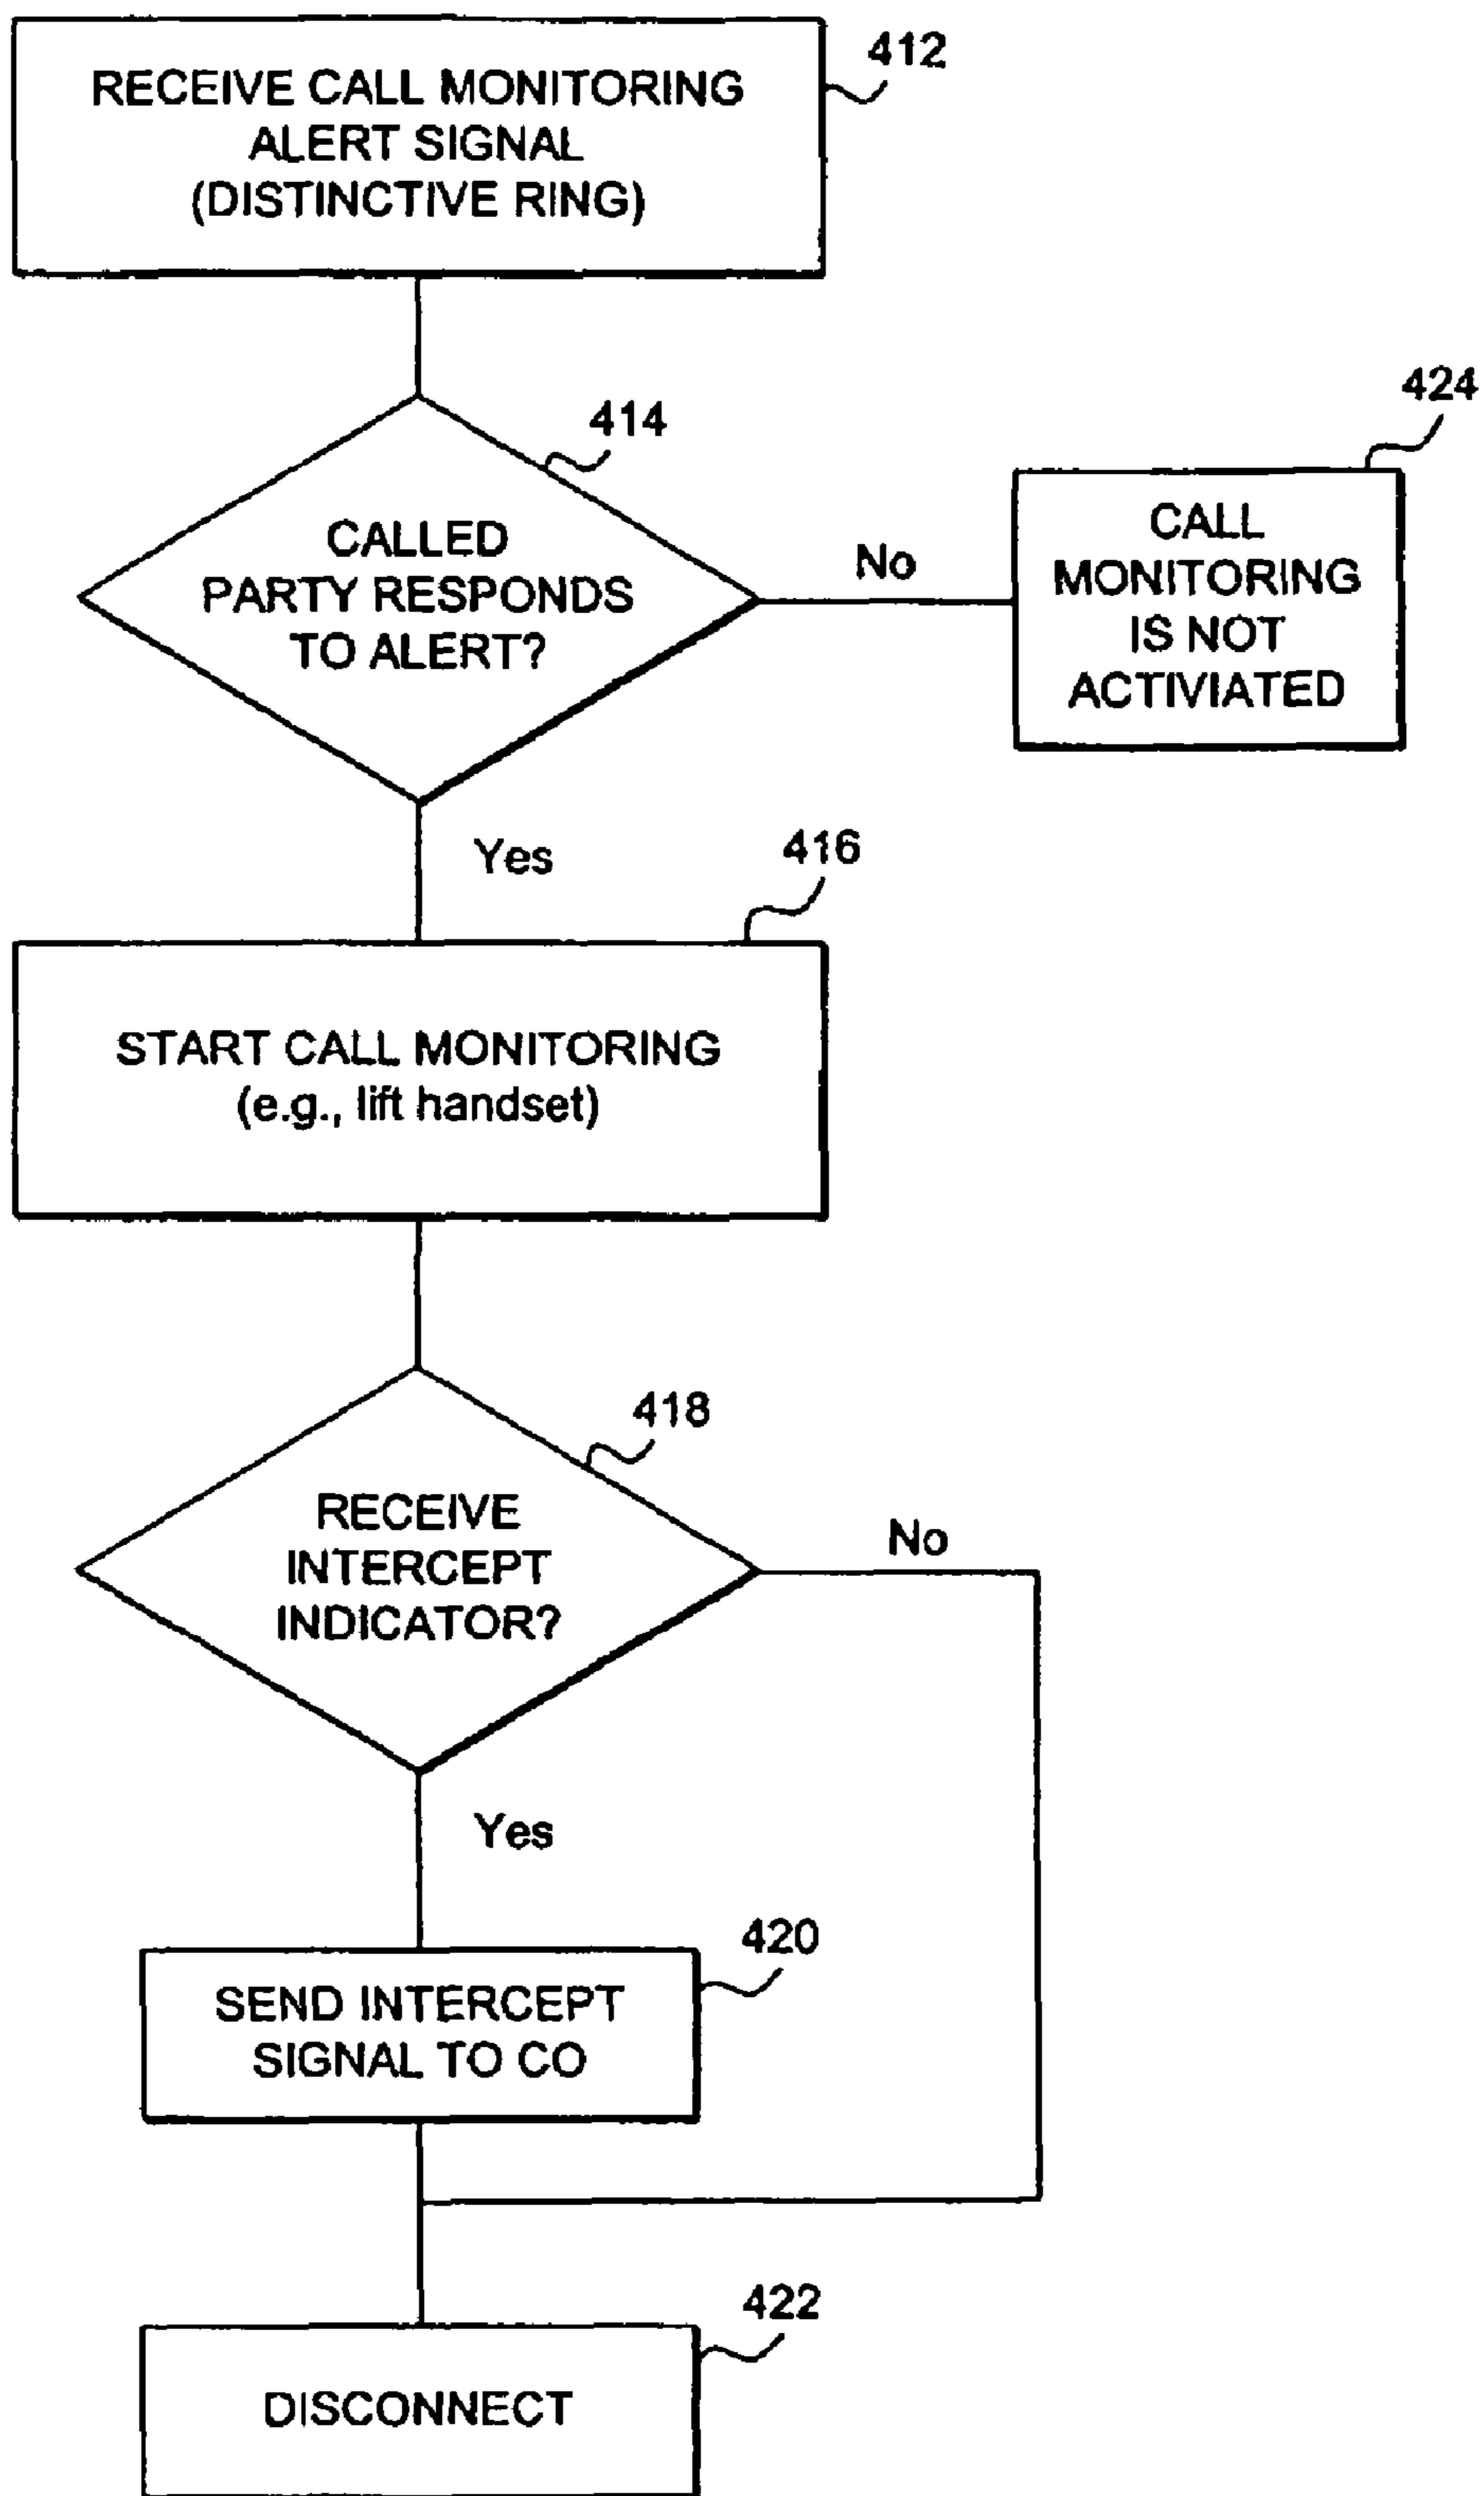 412
RECEIVE CALL MONITORING
ALERT SIGNAL
(DISTINCTIVE RING)
414
CALLED
PARTY RESPONDS
TO ALERT?
No
424
CALL
MONITORING
IS NOT
ACTIVIATED
Yes
416
START CALL MONITORING
(e.g., lift handset)
418
RECEIVE
INTERCEPT
INDICATOR?
No
Yes
420
SEND INTERCEPT
SIGNAL TO CO
422
DISCONNECT